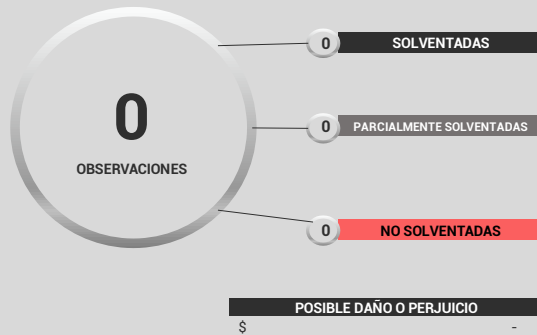 0
OBSERVACIONES
0 SOLVENTADAS
0 PARCIALMENTE SOLVENTADAS
0 NO SOLVENTADAS
POSIBLE DAÑO O PERJUICIO
$ -